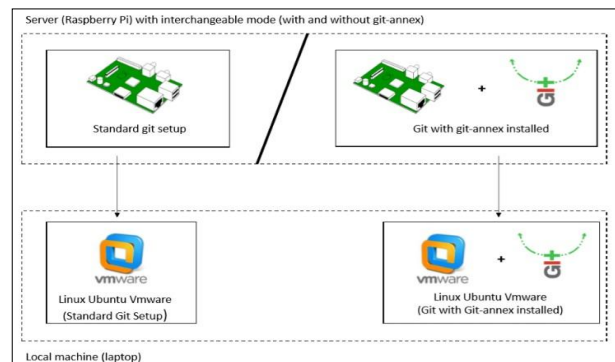 Server (Raspberry Pi) with interchangeable mode (with and without git-annex)
Standard git setup
+
GIt
Git with git-annex installed
vmware
Linux Ubuntu Vmware
(Standard Git Setup)
vmware
+
GIt
Linux Ubuntu Vmware
(Git with Git-annex installed)
Local machine (laptop)